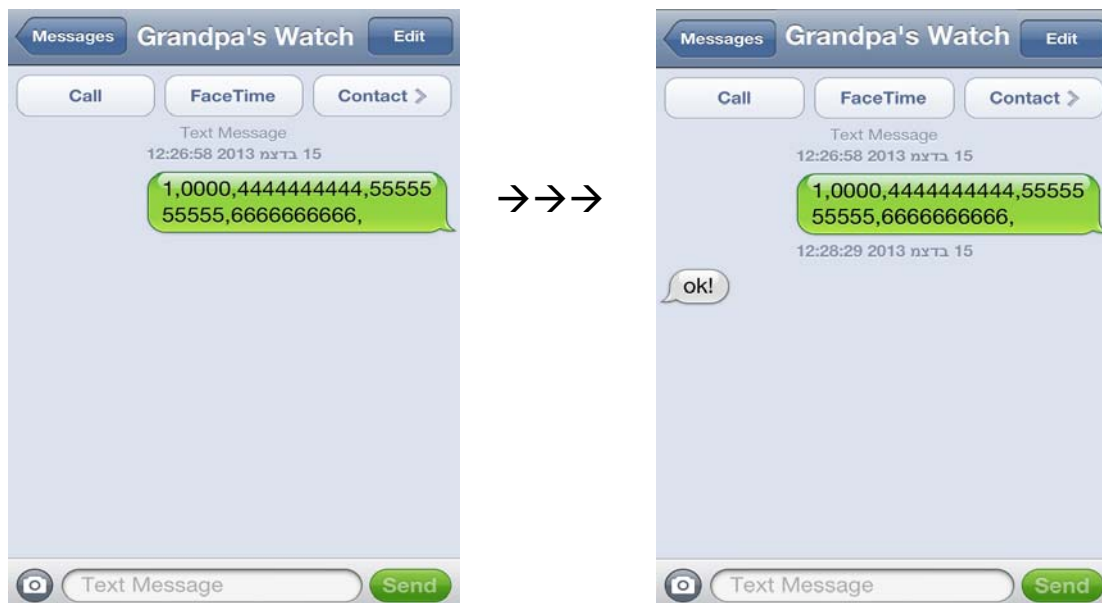 Messages
Grandpa's Watch
Edit
Call
FaceTime
Contact >
Text Message
15 בדצמ 2013 12:26:58
1,0000,4444444444,55555
55555,6666666666,
Text Message
Send
→→→
Messages
Grandpa's Watch
Edit
Call
FaceTime
Contact >
Text Message
15 בדצמ 2013 12:26:58
1,0000,4444444444,55555
55555,6666666666,
15 בדצמ 2013 12:28:29
ok!
Text Message
Send